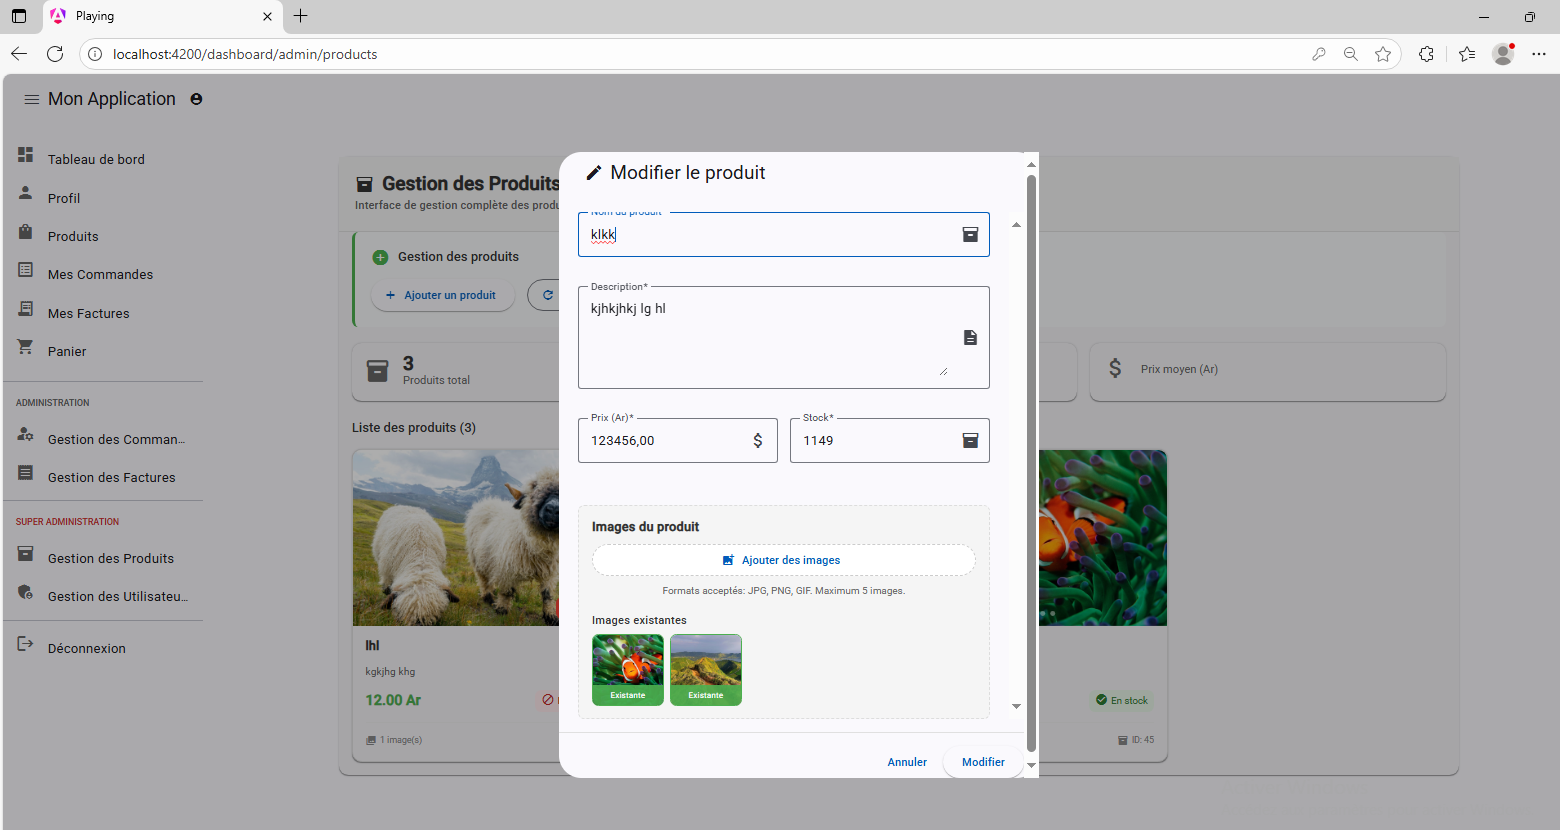 Playing
localhost:4200/dashboard/admin/products
Mon Application
Tableau de bord
Profil
Produits
Mes Commandes
Mes Factures
Panier
ADMINISTRATION
Gestion des Comman...
Gestion des Factures
SUPER ADMINISTRATION
Gestion des Produits
Gestion des Utilisateu...
Déconnexion
Gestion des Produits
Interface de gestion complète des produ
Gestion des produits
+ Ajouter un produit
3
Produits total
$ Prix moyen (Ar)
Liste des produits (3)
lhl
kgkjhg khg
12.00 Ar
1 image(s)
En stock
ID: 45
Modifier le produit
Nom du produit
klkk
Description*
kjhkjhkj lg hl
Prix (Ar)*
123456,00 $
Stock*
1149
Images du produit
Ajouter des images
Formats acceptés: JPG, PNG, GIF. Maximum 5 images.
Images existantes
Existante
Existante
Annuler
Modifier